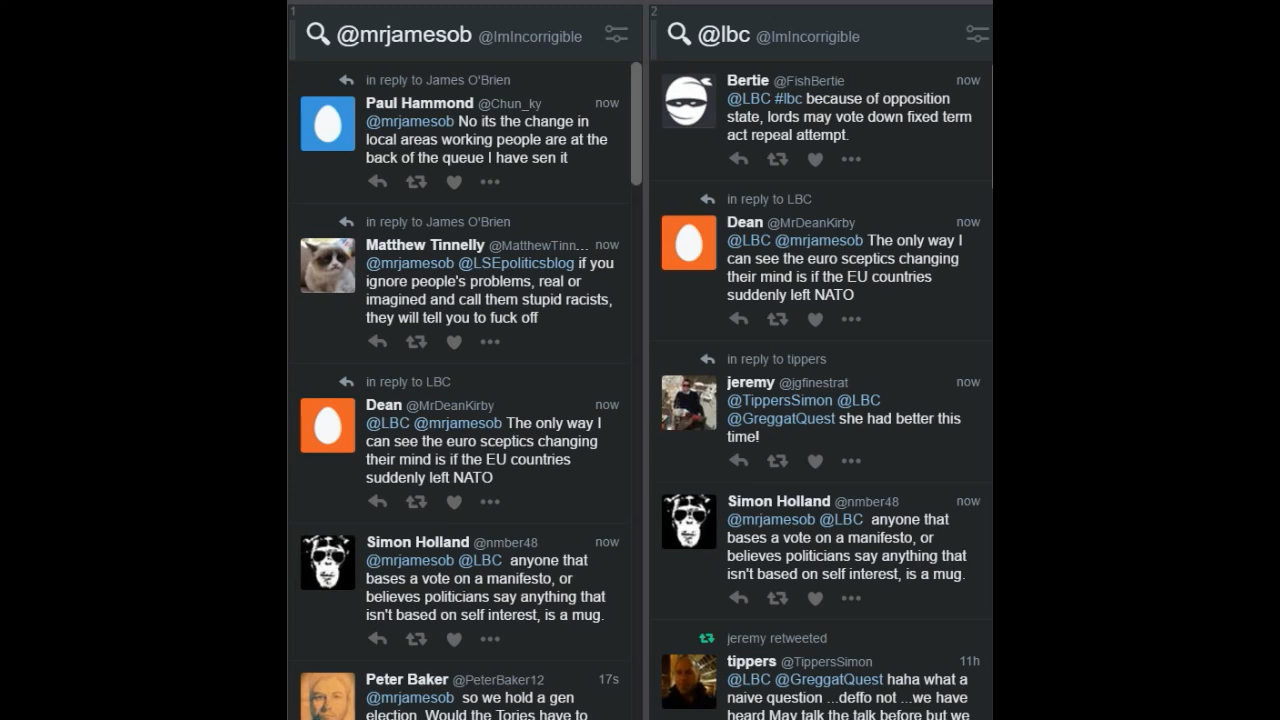 1
@mrjamesob @ImIncorrigible
in reply to James O'Brien
Paul Hammond @Chun_ky now
@mrjamesob No its the change in
local areas working people are at the
back of the queue I have sen it
in reply to James O'Brien
Matthew Tinnelly @MatthewTinn... now
@mrjamesob @LSEpoliticsblog if you
ignore people's problems, real or
imagined and call them stupid racists,
they will tell you to fuck off
in reply to LBC
Dean @MrDeanKirby now
@LBC @mrjamesob The only way I
can see the euro sceptics changing
their mind is if the EU countries
suddenly left NATO
Simon Holland @nmber48 now
@mrjamesob @LBC anyone that
bases a vote on a manifesto, or
believes politicians say anything that
isn't based on self interest, is a mug.
Peter Baker @PeterBaker12 17s
@mrjamesob so we hold a gen
election. Would the Tories have to
2
@lbc @ImIncorrigible
Bertie @FishBertie now
@LBC #lbc because of opposition
state, lords may vote down fixed term
act repeal attempt.
in reply to LBC
Dean @MrDeanKirby now
@LBC @mrjamesob The only way I
can see the euro sceptics changing
their mind is if the EU countries
suddenly left NATO
in reply to tippers
jeremy @jgfinestrat now
@TippersSimon @LBC
@GreggatQuest she had better this
time!
Simon Holland @nmber48 now
@mrjamesob @LBC anyone that
bases a vote on a manifesto, or
believes politicians say anything that
isn't based on self interest, is a mug.
jeremy retweeted
tippers @TippersSimon 11h
@LBC @GreggatQuest haha what a
naive question ...deffo not ...we have
heard May talk the talk before but we